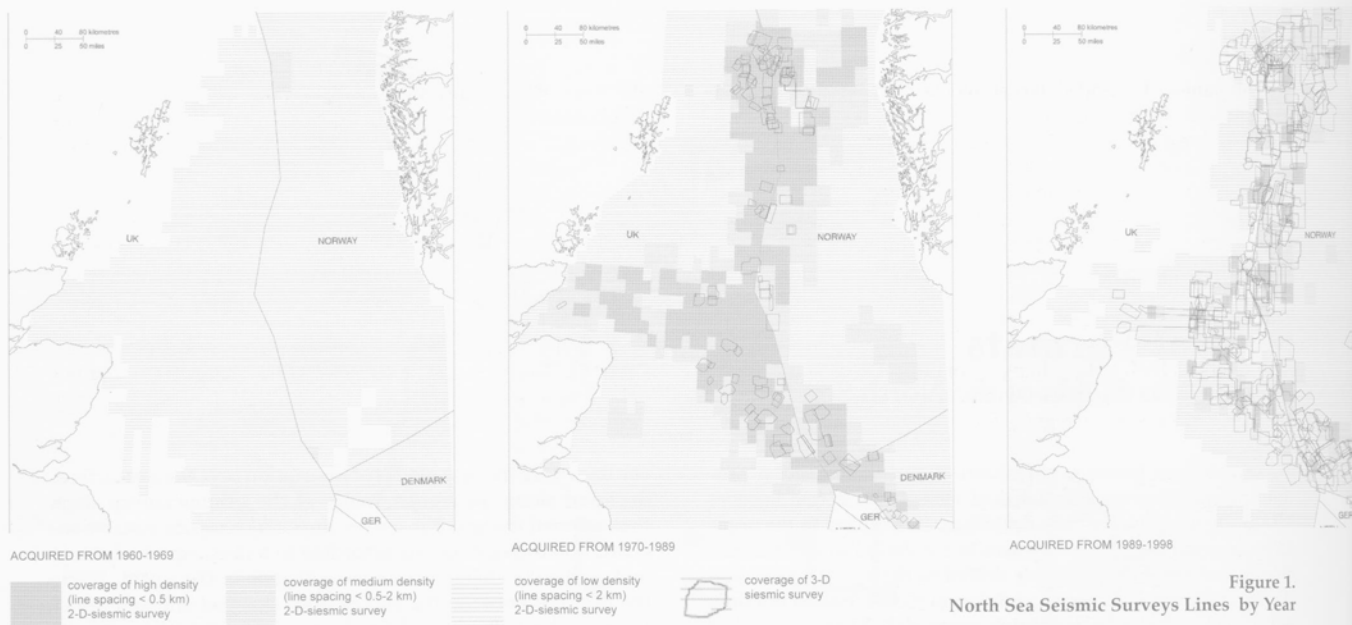 0 40 80 kilometres
0 25 50 miles
UK
NORWAY
DENMARK
GER
ACQUIRED FROM 1960-1969
0 40 80 kilometres
0 25 50 miles
UK
NORWAY
DENMARK
GER
ACQUIRED FROM 1970-1989
0 40 80 kilometres
0 25 50 miles
UK
NORWAY
GER
ACQUIRED FROM 1989-1998
coverage of high density
(line spacing < 0.5 km)
2-D-siesmic survey
coverage of medium density
(line spacing < 0.5-2 km)
2-D-siesmic survey
coverage of low density
(line spacing < 2 km)
2-D-siesmic survey
coverage of 3-D
siesmic survey
Figure 1.
North Sea Seismic Surveys Lines by Year